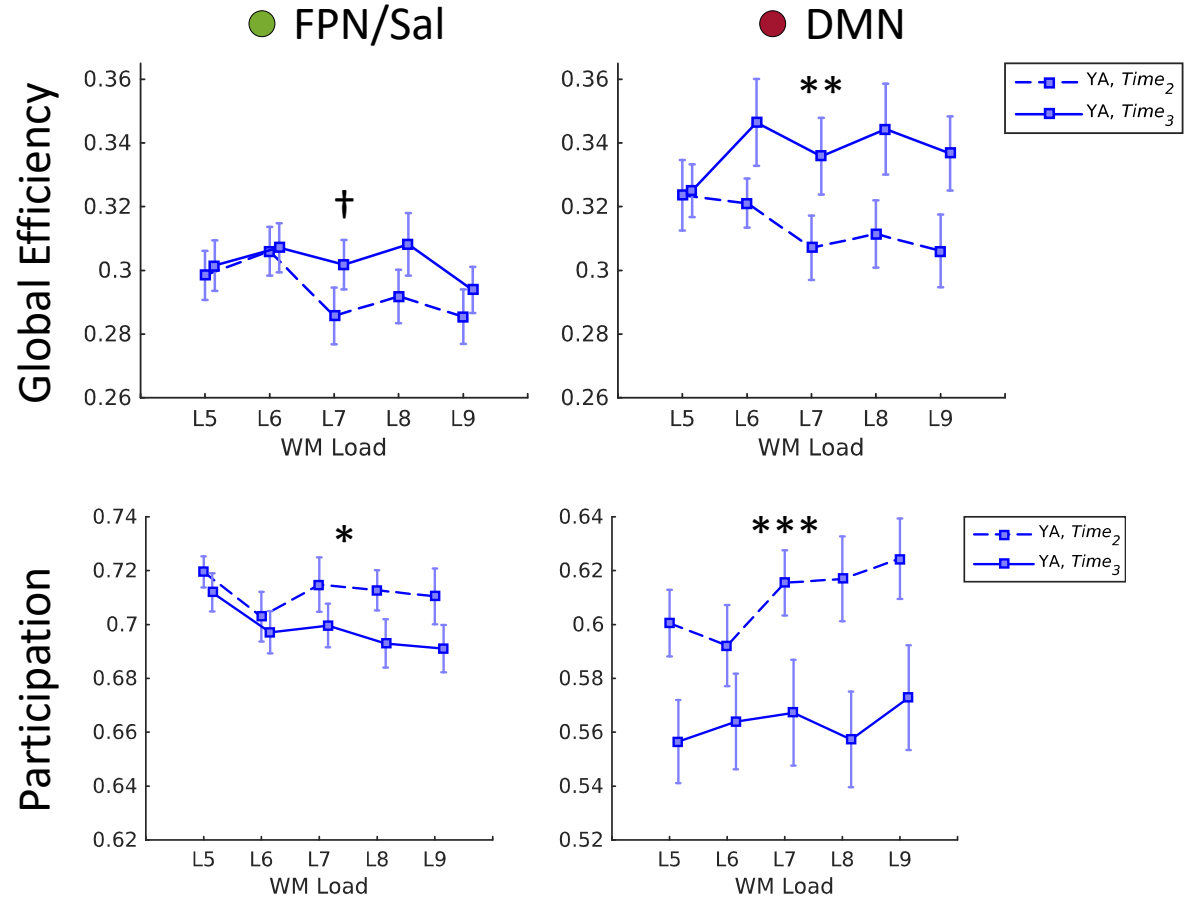 FPN/Sal
DMN
Global Efficiency
0.36
0.34
0.32
0.3
0.28
0.26
†
L5 L6 L7 L8 L9
WM Load
0.36
0.34
0.32
0.3
0.28
0.26
**
L5 L6 L7 L8 L9
WM Load
YA, Time2
YA, Time3
Participation
0.74
0.72
0.7
0.68
0.66
0.64
0.62
*
L5 L6 L7 L8 L9
WM Load
0.64
0.62
0.6
0.58
0.56
0.54
0.52
***
L5 L6 L7 L8 L9
WM Load
YA, Time2
YA, Time3